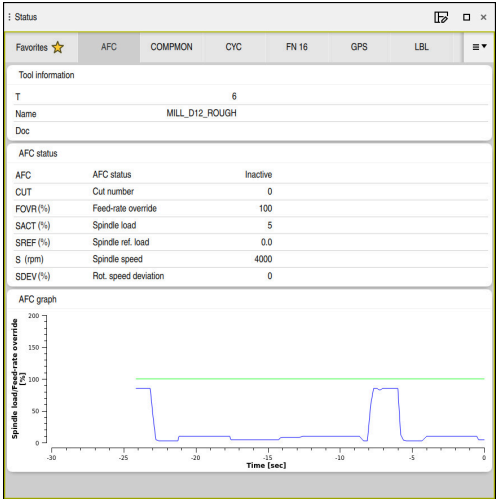 Status
Favorites AFC COMPMON CYC FN 16 GPS LBL
Tool information
T 6
Name MILL_D12_ROUGH
Doc
AFC status
AFC AFC status Inactive
CUT Cut number 0
FOVR (%) Feed-rate override 100
SACT (%) Spindle load 5
SREF (%) Spindle ref. load 0.0
S (rpm) Spindle speed 4000
SDEV (%) Rot. speed deviation 0
AFC graph
Spindle load/Feed-rate override
[%]
200
150
100
50
0
-30 -25 -20 -15 -10 -5 0
Time [sec]